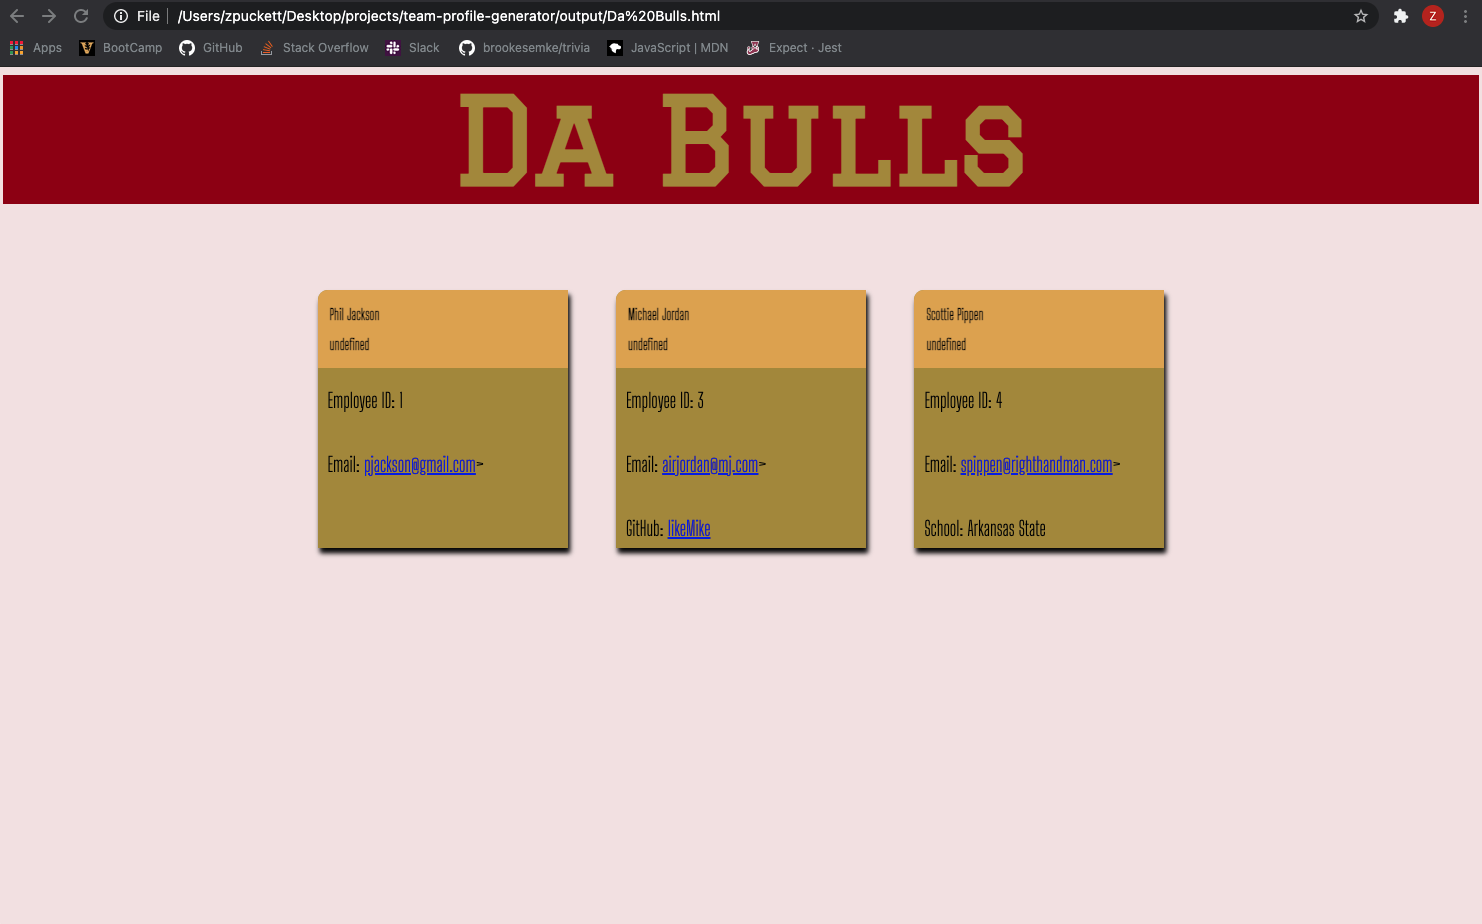 File /Users/zpuckett/Desktop/projects/team-profile-generator/output/Da%20Bulls.html Z
Apps BootCamp GitHub Stack Overflow Slack brookesemke/trivia JavaScript | MDN Expect · Jest
Da Bulls
Phil Jackson
undefined
Employee ID: 1
Email: pjackson@gmail.com>
Michael Jordan
undefined
Employee ID: 3
Email: airjordan@mj.com>
GitHub: likeMike
Scottie Pippen
undefined
Employee ID: 4
Email: spippen@righthandman.com>
School: Arkansas State